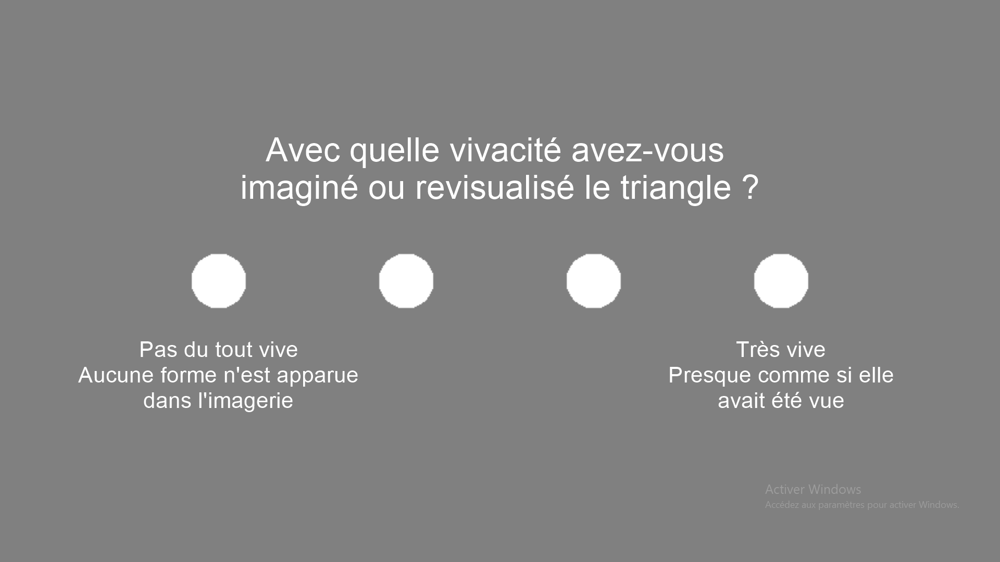 Avec quelle vivacité avez-vous
imaginé ou revisualisé le triangle ?
Pas du tout vive
Aucune forme n'est apparue
dans l'imagerie
Très vive
Presque comme si elle
avait été vue
Activer Windows
Accédez aux paramètres pour activer Windows.